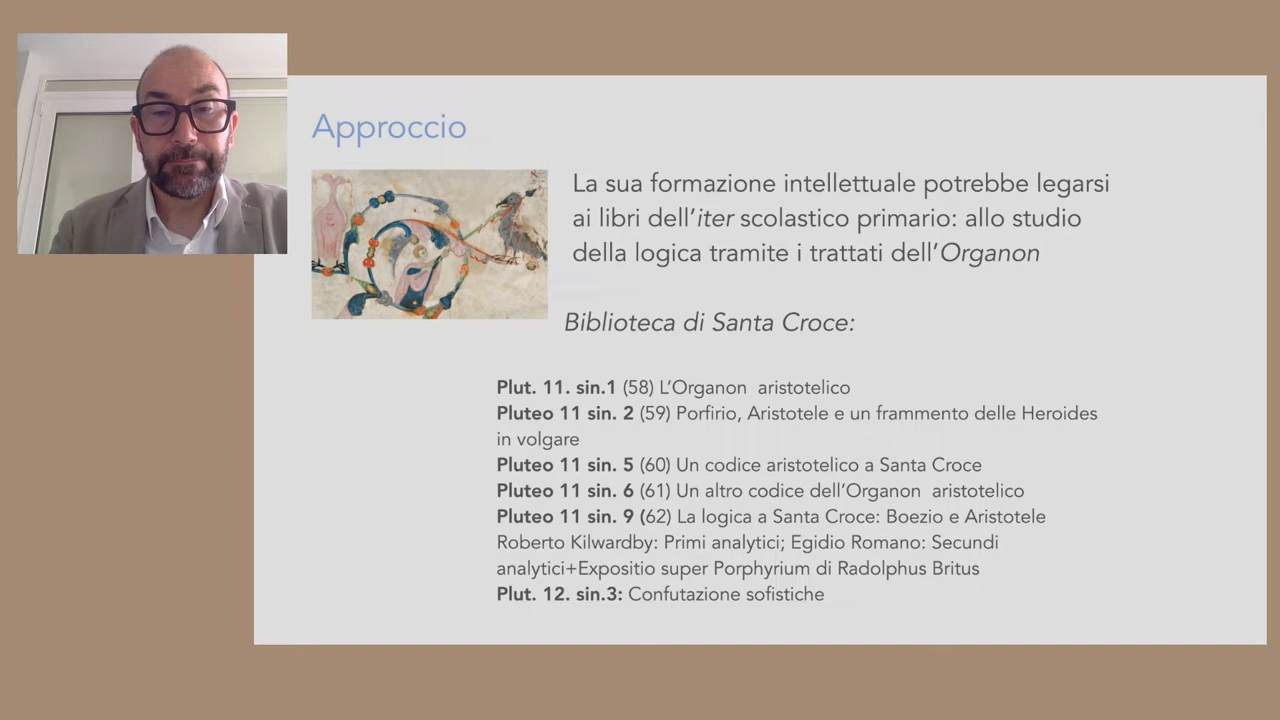 Approccio
La sua formazione intellettuale potrebbe legarsi
ai libri dell’iter scolastico primario: allo studio
della logica tramite i trattati dell’Organon
Biblioteca di Santa Croce:
Plut. 11. sin.1 (58) L’Organon  aristotelico
Pluteo 11 sin. 2 (59) Porfirio, Aristotele e un frammento delle Heroides
in volgare
Pluteo 11 sin. 5 (60) Un codice aristotelico a Santa Croce
Pluteo 11 sin. 6 (61) Un altro codice dell’Organon  aristotelico
Pluteo 11 sin. 9 (62) La logica a Santa Croce: Boezio e Aristotele
Roberto Kilwardby: Primi analytici; Egidio Romano: Secundi
analytici+Expositio super Porphyrium di Radolphus Britus
Plut. 12. sin.3: Confutazione sofistiche